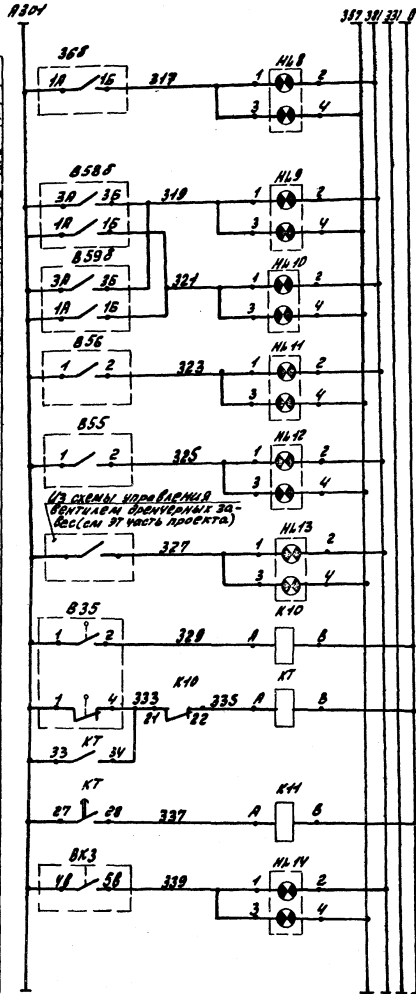 А301
387 381 331 0
368
1А 1Б 317 1 HL8 2
3 4
В58б
3А 3Б 319 1 HL9 2
1А 1Б 3 4
В59б
3А 3Б 321 1 HL10 2
1А 1Б 3 4
В56
1 2 323 1 HL11 2
3 4
В55
1 2 325 1 HL12 2
3 4
Из схемы управления
вентилем дренчерных за-
вес (см ЭТ часть проекта)
327 1 HL13 2
3 4
В35
1 2 329 А К10 В
1 4 333 К10 335 А КТ В
21 22
33 КТ 34
КТ
27 28 337 А К11 В
ВК3
4В 5В 339 1 HL14 2
3 4